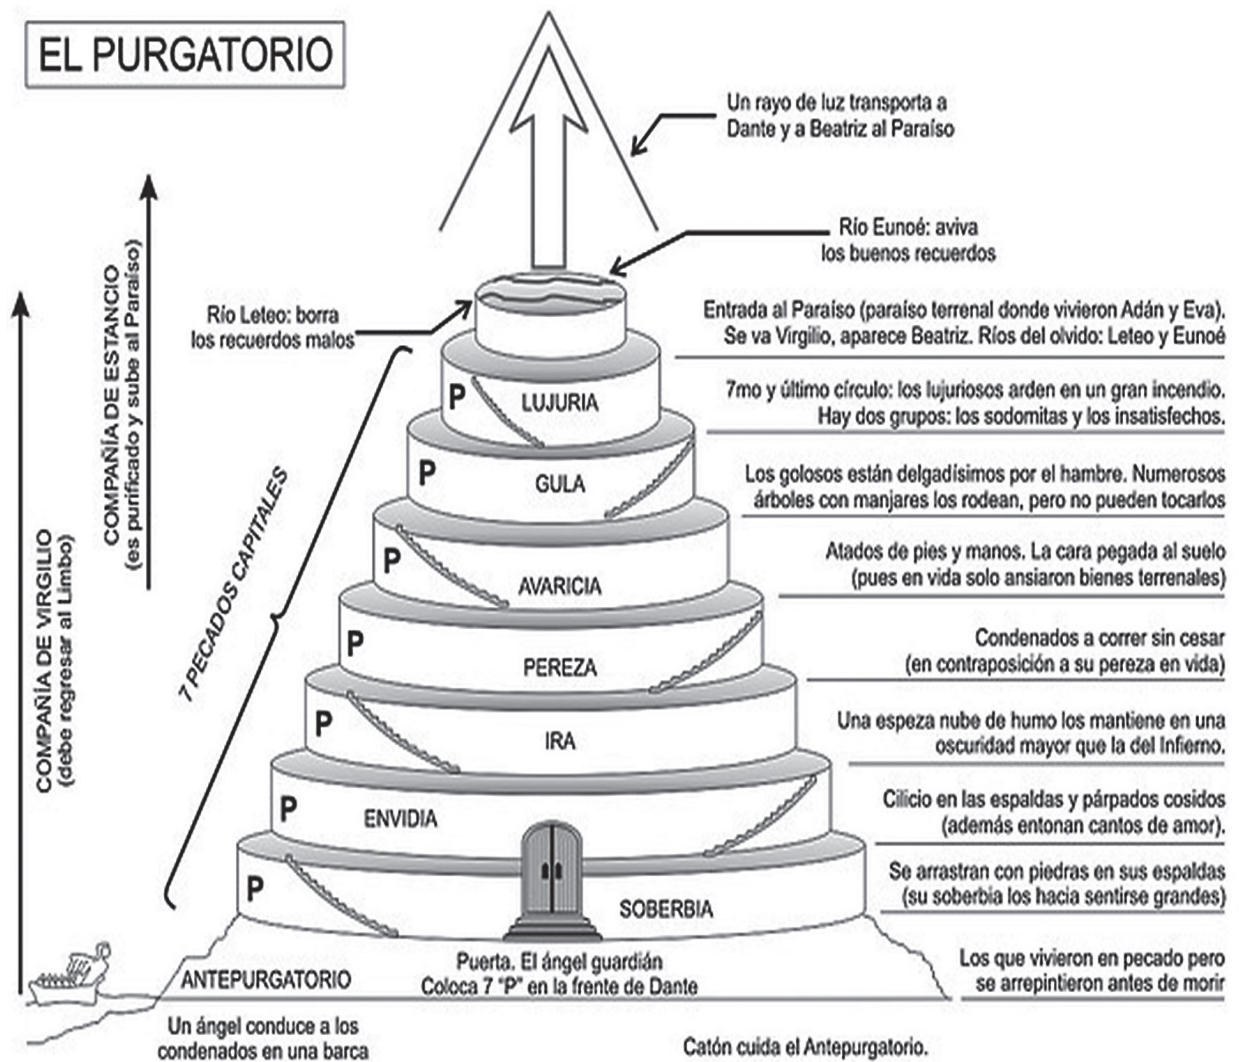 EL PURGATORIO
Un rayo de luz transporta a
Dante y a Beatriz al Paraíso
Río Eunoé: aviva
los buenos recuerdos
Río Leteo: borra
los recuerdos malos
Entrada al Paraíso (paraíso terrenal donde vivieron Adán y Eva).
Se va Virgilio, aparece Beatriz. Ríos del olvido: Leteo y Eunoé
COMPAÑÍA DE ESTANCIO
(es purificado y sube al Paraíso)
COMPAÑÍA DE VIRGILIO
(debe regresar al Limbo)
7 PECADOS CAPITALES
P
LUJURIA
7mo y último círculo: los lujuriosos arden en un gran incendio.
Hay dos grupos: los sodomitas y los insatisfechos.
P
GULA
Los golosos están delgadísimos por el hambre. Numerosos
árboles con manjares los rodean, pero no pueden tocarlos
P
AVARICIA
Atados de pies y manos. La cara pegada al suelo
(pues en vida solo ansiaron bienes terrenales)
P
PEREZA
Condenados a correr sin cesar
(en contraposición a su pereza en vida)
P
IRA
Una espeza nube de humo los mantiene en una
oscuridad mayor que la del Infierno.
P
ENVIDIA
Cilicio en las espaldas y párpados cosidos
(además entonan cantos de amor).
P
SOBERBIA
Se arrastran con piedras en sus espaldas
(su soberbia los hacia sentirse grandes)
ANTEPURGATORIO
Puerta. El ángel guardián
Coloca 7 "P" en la frente de Dante
Los que vivieron en pecado pero
se arrepintieron antes de morir
Un ángel conduce a los
condenados en una barca
Catón cuida el Antepurgatorio.